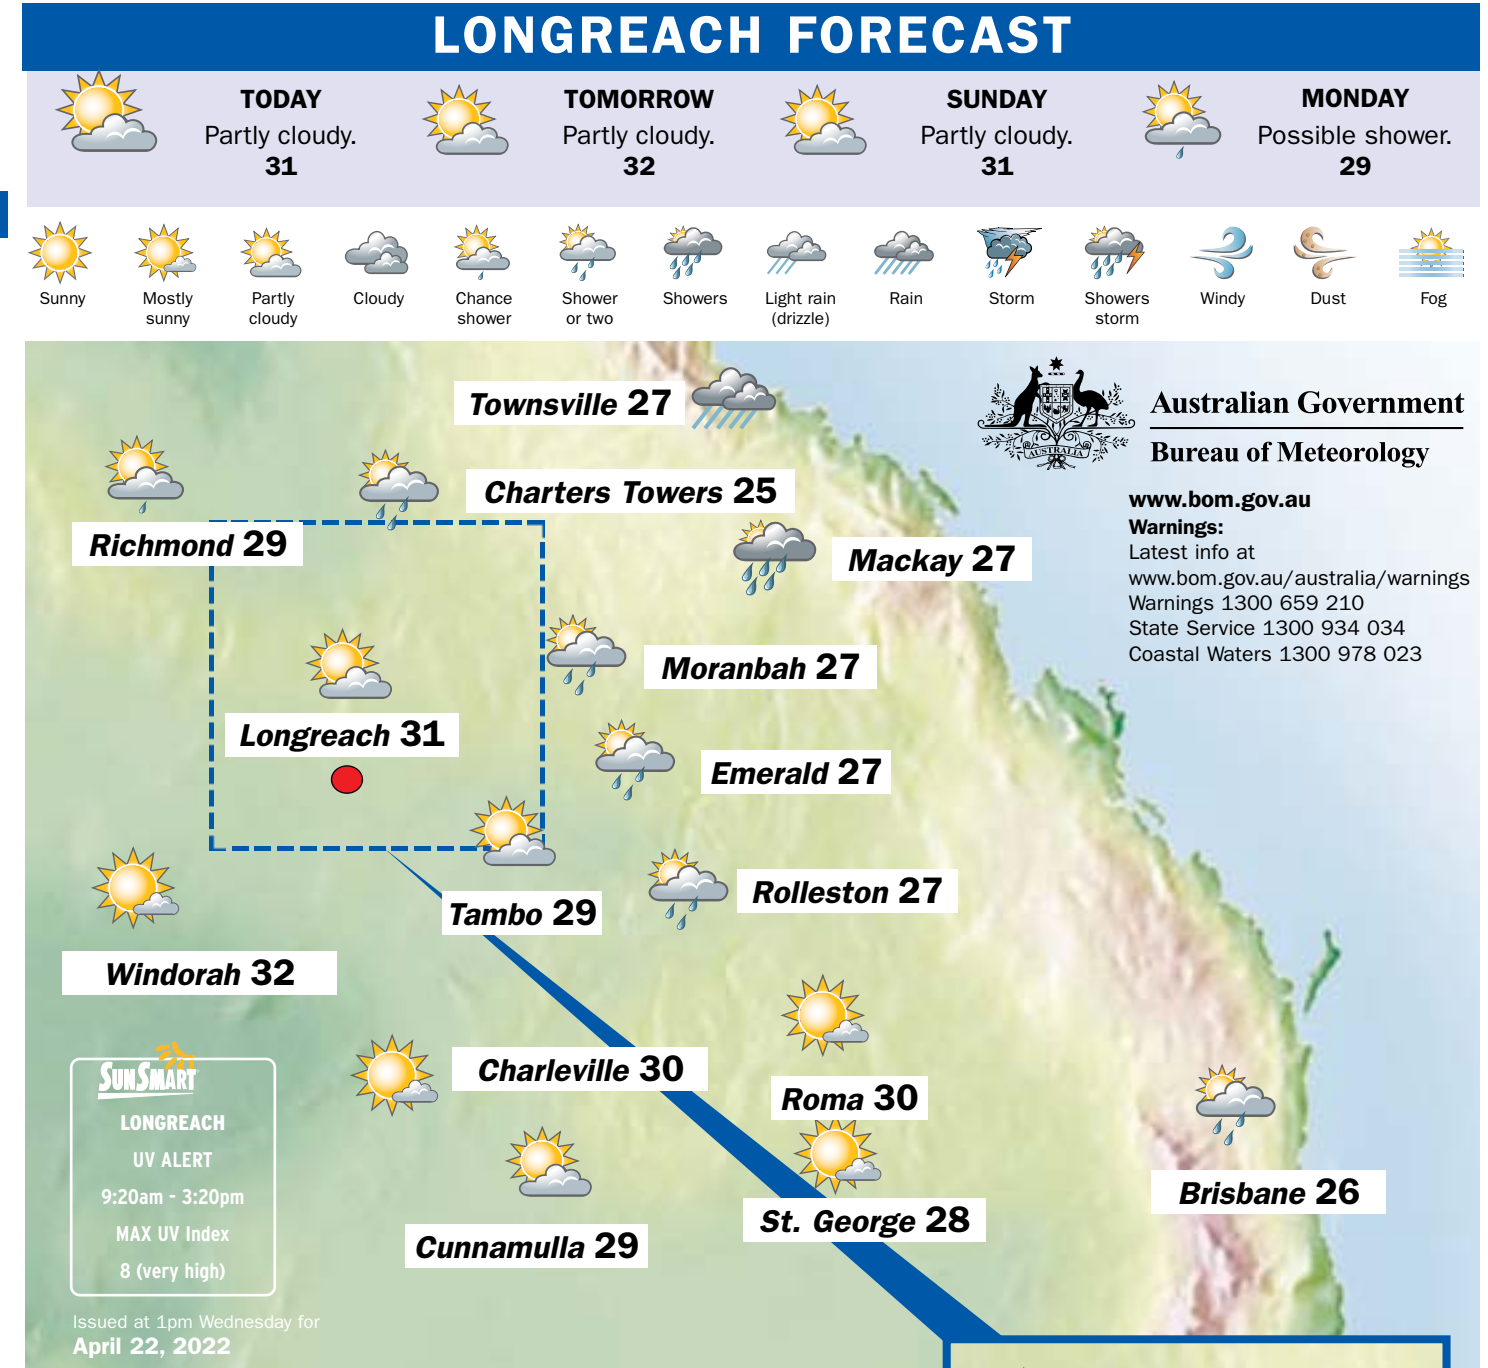 LONGREACH FORECAST
TODAY
Partly cloudy.
31
TOMORROW
Partly cloudy.
32
SUNDAY
Partly cloudy.
31
MONDAY
Possible shower.
29
Sunny
Mostly
sunny
Partly
cloudy
Cloudy
Chance
shower
Shower
or two
Showers
Light rain
(drizzle)
Rain
Storm
Showers
storm
Windy
Dust
Fog
Townsville 27
AUSTRALIA
Australian Government
Bureau of Meteorology
www.bom.gov.au
Warnings:
Latest info at
www.bom.gov.au/australia/warnings
Warnings 1300 659 210
State Service 1300 934 034
Coastal Waters 1300 978 023
Charters Towers 25
Richmond 29
Mackay 27
Moranbah 27
Longreach 31
Emerald 27
Rolleston 27
Tambo 29
Windorah 32
Charleville 30
Roma 30
Brisbane 26
St. George 28
Cunnamulla 29
SUNSMART
LONGREACH
UV ALERT
9:20am - 3:20pm
MAX UV Index
8 (very high)
Issued at 1pm Wednesday for
April 22, 2022